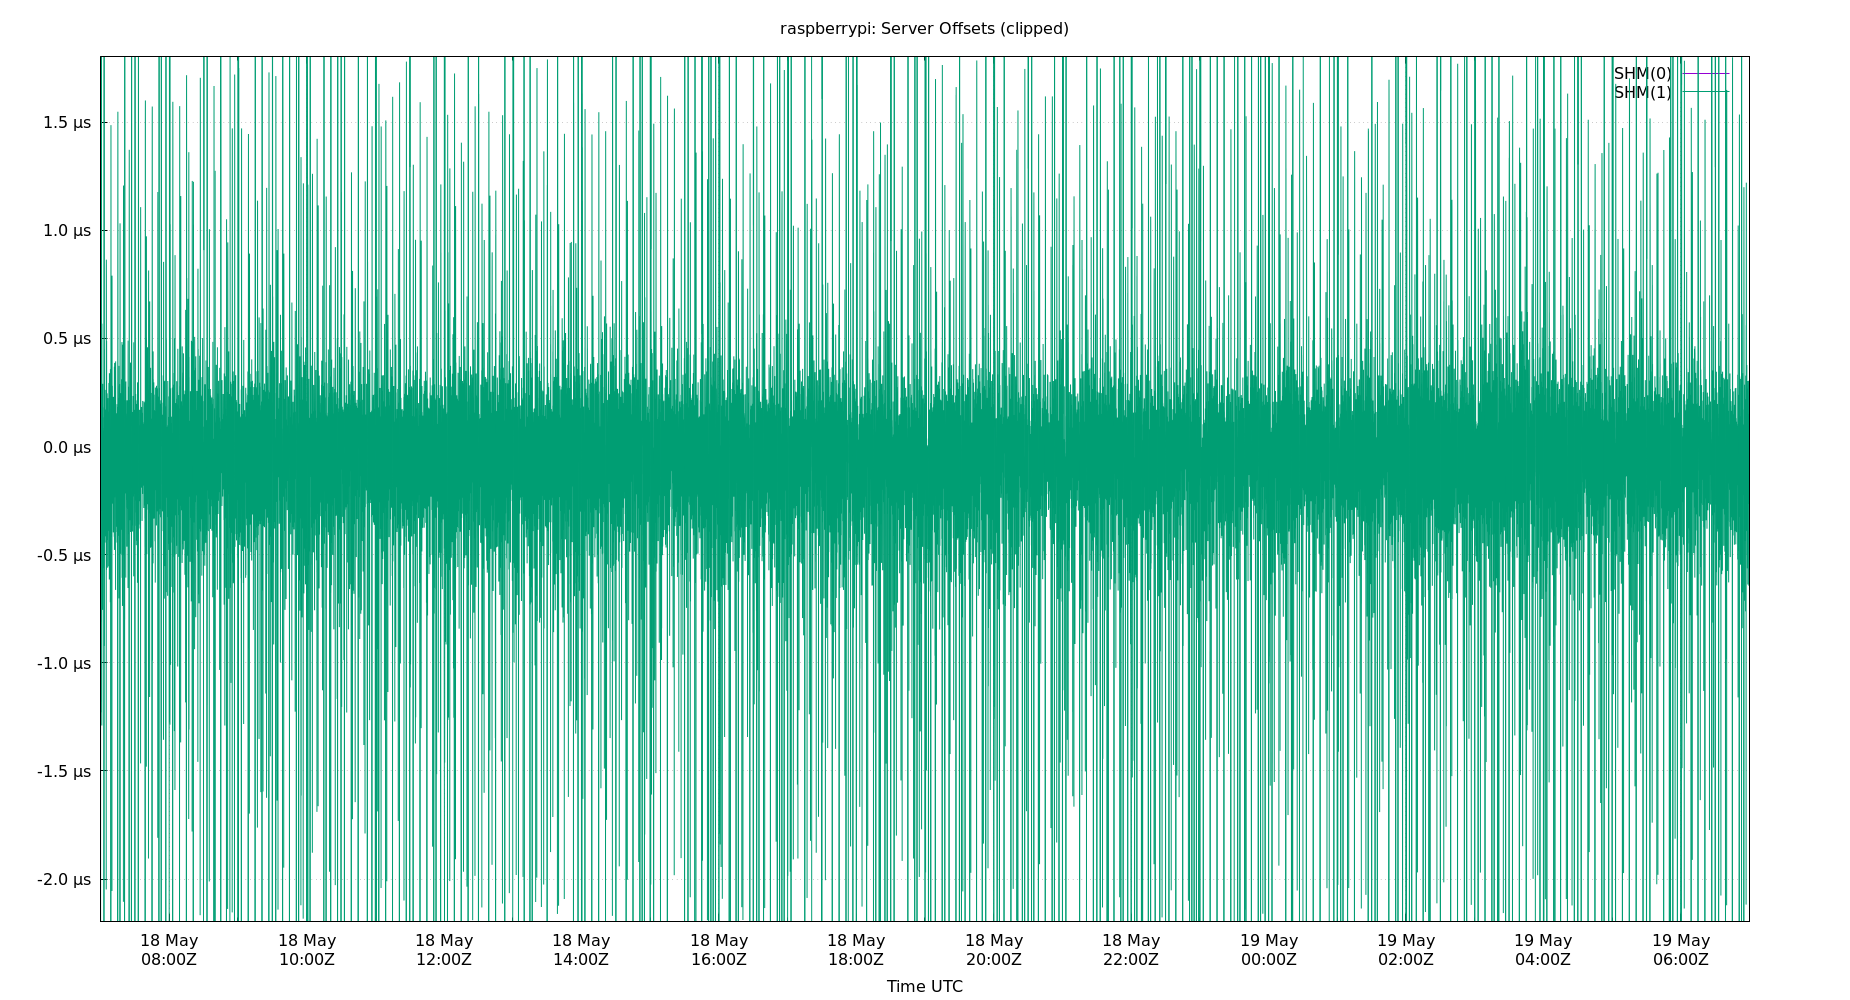 raspberrypi: Server Offsets (clipped)
SHM(0)
SHM(1)
1.5 µs
1.0 µs
0.5 µs
0.0 µs
-0.5 µs
-1.0 µs
-1.5 µs
-2.0 µs
18 May 18 May 18 May 18 May 18 May 18 May 18 May 18 May 19 May 19 May 19 May 19 May
08:00Z 10:00Z 12:00Z 14:00Z 16:00Z 18:00Z 20:00Z 22:00Z 00:00Z 02:00Z 04:00Z 06:00Z
Time UTC